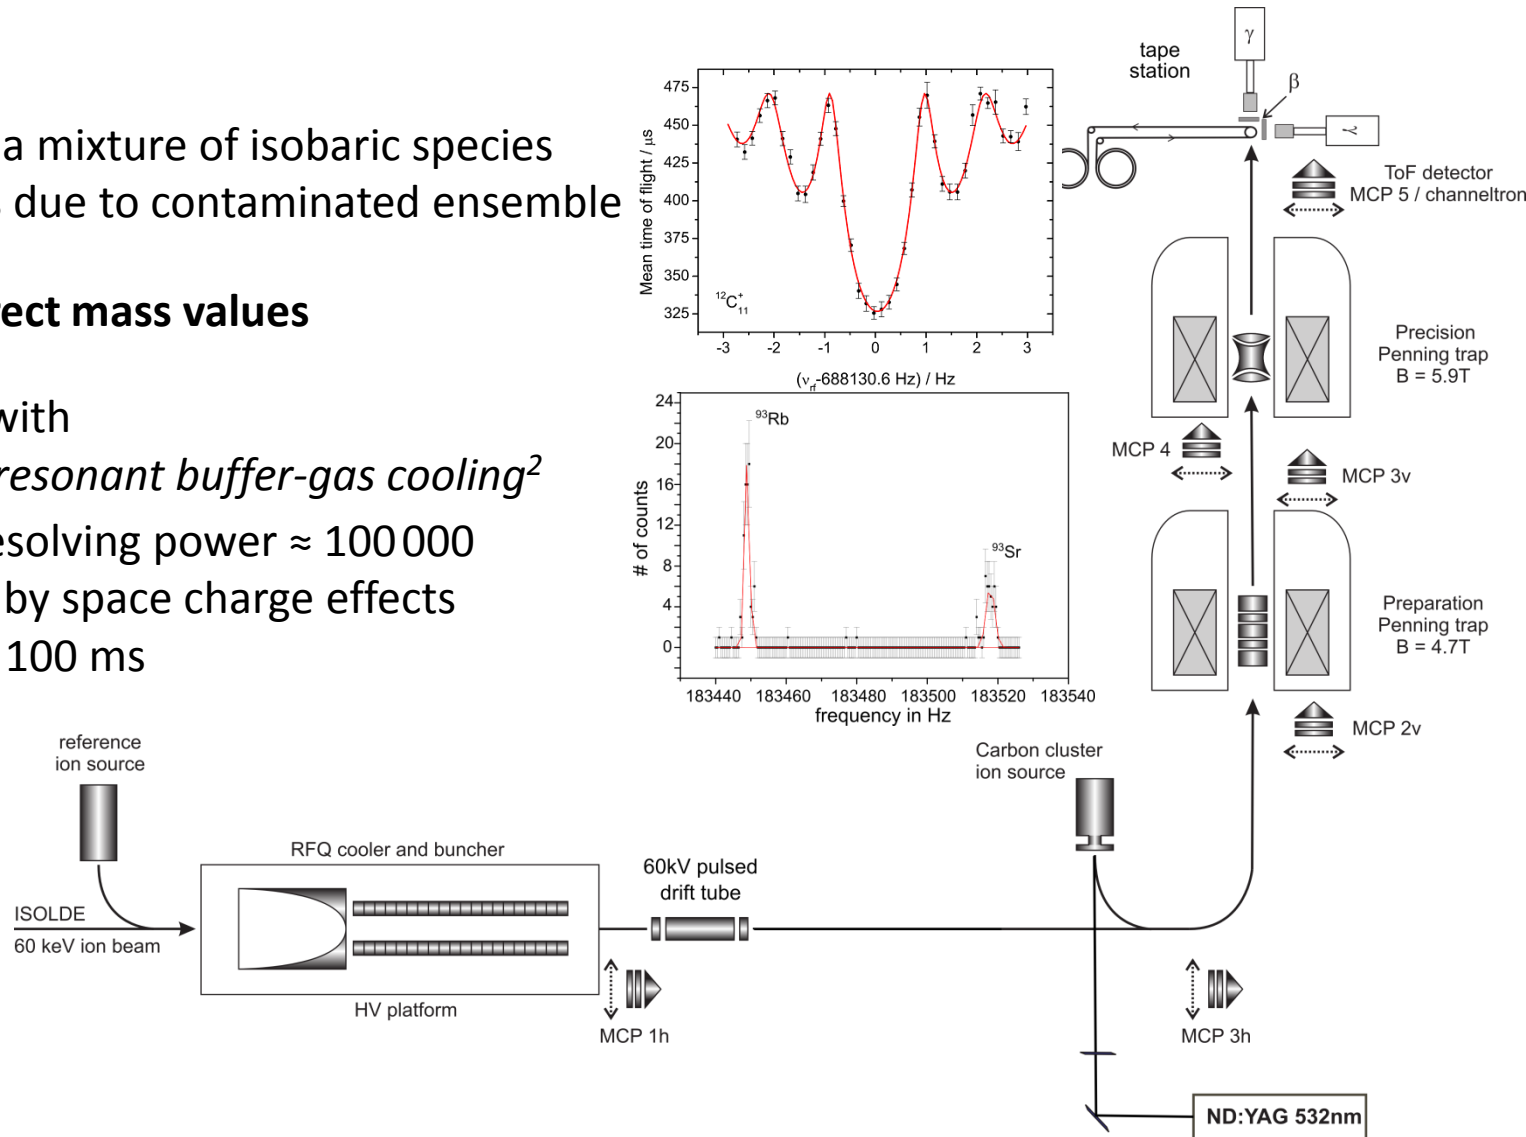 a mixture of isobaric species
due to contaminated ensemble
rect mass values
with
resonant buffer-gas cooling²
esolving power ≈ 100 000
by space charge effects
100 ms
475
450
425
400
375
350
325
Mean time of flight / μs
¹²C⁺₁₁
-3 -2 -1 0 1 2 3
(νrf-688130.6 Hz) / Hz
24
20
16
12
8
4
0
# of counts
⁹³Rb
⁹³Sr
183440 183460 183480 183500 183520 183540
frequency in Hz
tape
station
γ
β
γ
ToF detector
MCP 5 / channeltron
Precision
Penning trap
B = 5.9T
MCP 4
MCP 3v
Preparation
Penning trap
B = 4.7T
MCP 2v
reference
ion source
RFQ cooler and buncher
ISOLDE
60 keV ion beam
HV platform
MCP 1h
60kV pulsed
drift tube
Carbon cluster
ion source
MCP 3h
ND:YAG 532nm